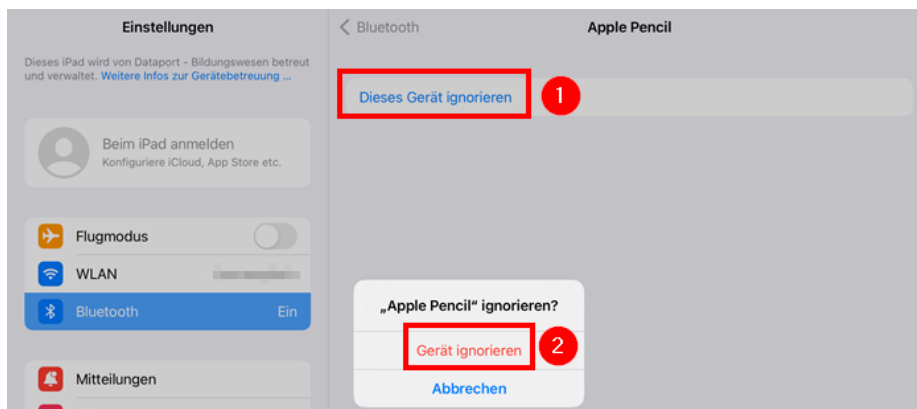 Einstellungen
Dieses iPad wird von Dataport - Bildungswesen betreut
und verwaltet. Weitere Infos zur Gerätebetreuung ...
Beim iPad anmelden
Konfiguriere iCloud, App Store etc.
Flugmodus
WLAN
Bluetooth Ein
Mitteilungen
Bluetooth
Apple Pencil
Dieses Gerät ignorieren
1
„Apple Pencil“ ignorieren?
Gerät ignorieren
2
Abbrechen